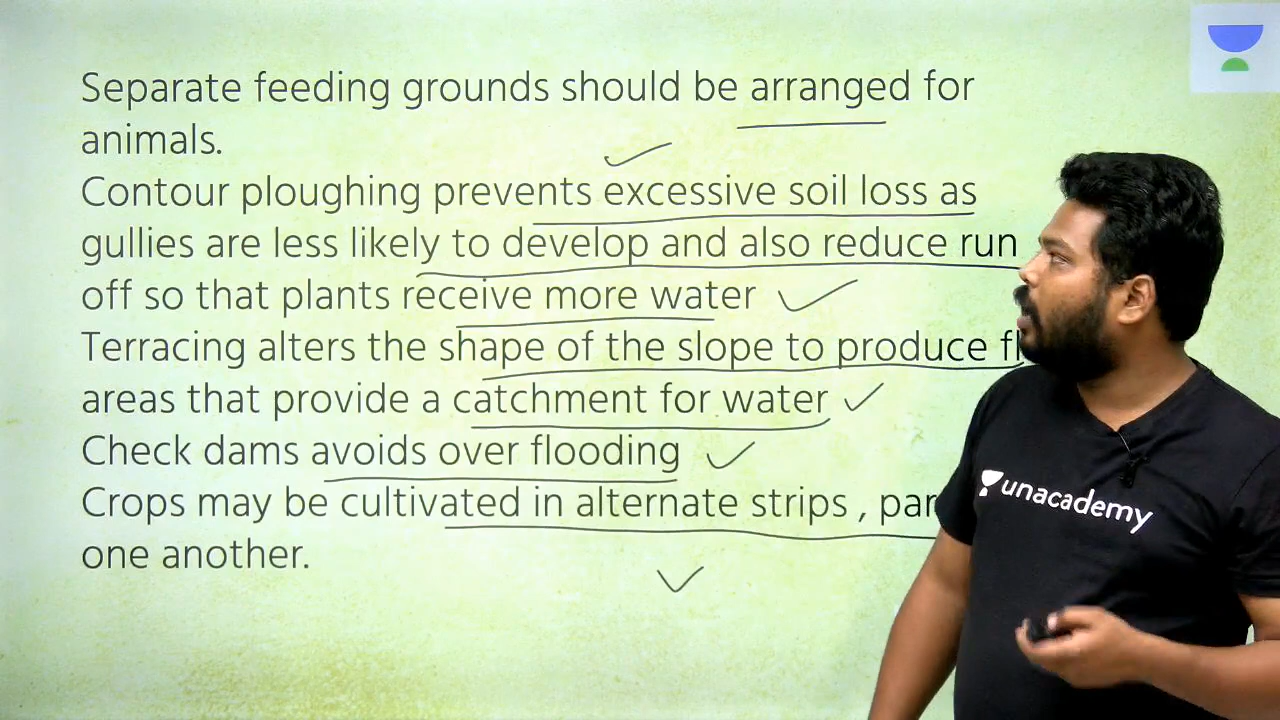 Separate feeding grounds should be arranged for
animals.
Contour ploughing prevents excessive soil loss as
gullies are less likely to develop and also reduce run
off so that plants receive more water
Terracing alters the shape of the slope to produce
areas that provide a catchment for water
Check dams avoids over flooding
Crops may be cultivated in alternate strips ,
one another.
unacademy